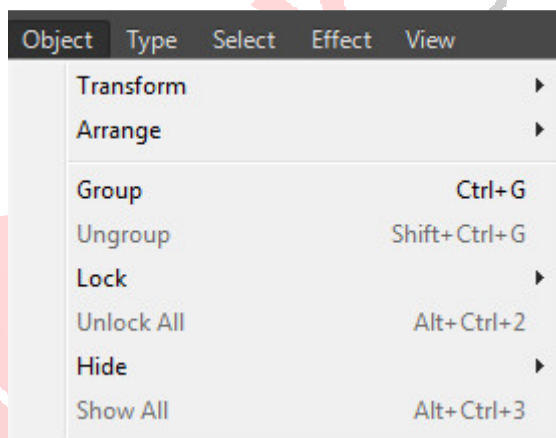 Object Type Select Effect View
Transform
Arrange
Group Ctrl+G
Ungroup Shift+Ctrl+G
Lock
Unlock All Alt+Ctrl+2
Hide
Show All Alt+Ctrl+3